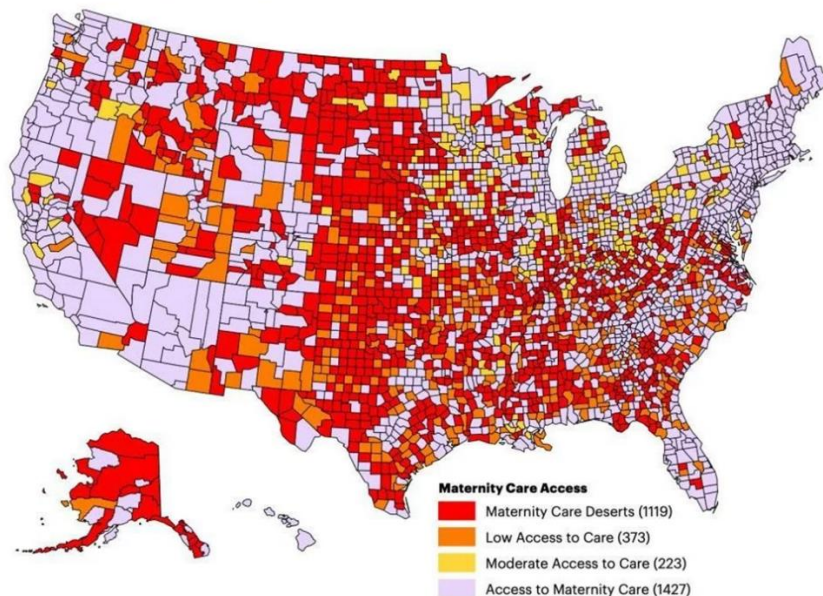 Maternity Care Access
Maternity Care Deserts (1119)
Low Access to Care (373)
Moderate Access to Care (223)
Access to Maternity Care (1427)